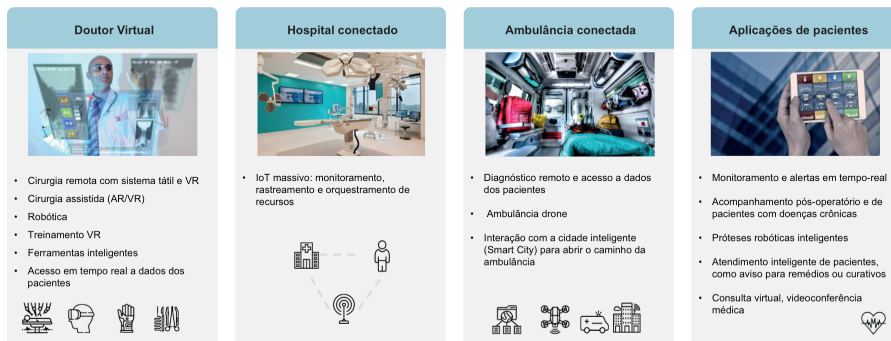 Doutor Virtual
• Cirurgia remota com sistema tátil e VR
• Cirurgia assistida (AR/VR)
• Robótica
• Treinamento VR
• Ferramentas inteligentes
• Acesso em tempo real a dados dos
pacientes
Hospital conectado
• IoT massivo: monitoramento,
rastreamento e orquestramento de
recursos
Ambulância conectada
• Diagnóstico remoto e acesso a dados
dos pacientes
• Ambulância drone
• Interação com a cidade inteligente
(Smart City) para abrir o caminho da
ambulância
Aplicações de pacientes
• Monitoramento e alertas em tempo-real
• Acompanhamento pós-operatório e de
pacientes com doenças crônicas
• Próteses robóticas inteligentes
• Atendimento inteligente de pacientes,
como aviso para remédios ou curativos
• Consulta virtual, videoconferência
médica